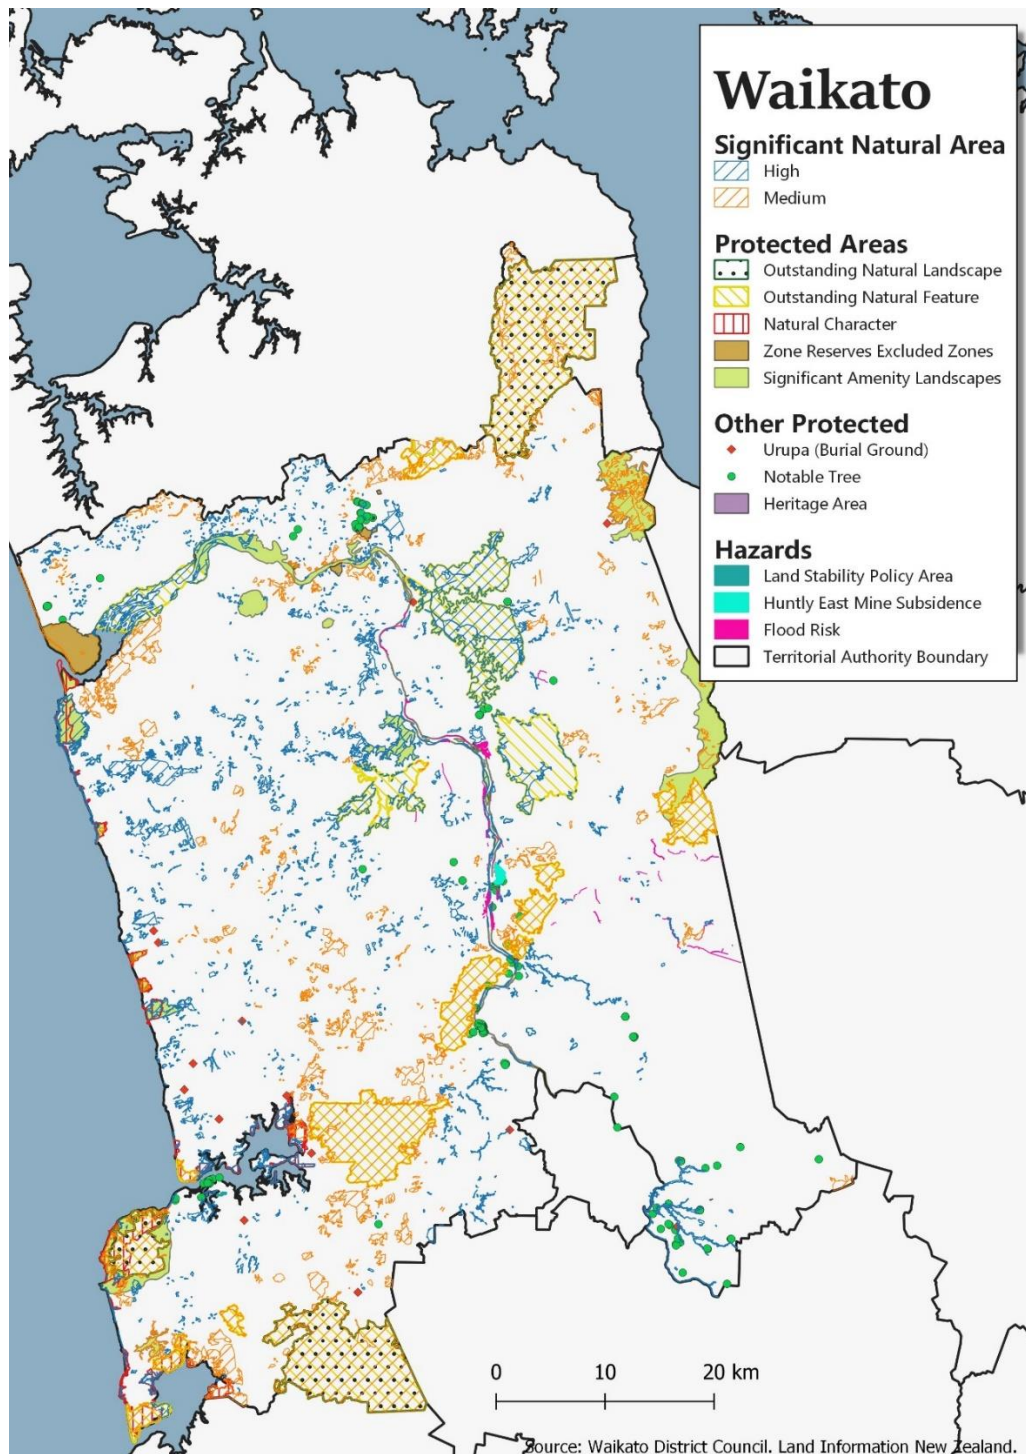 Waikato
Significant Natural Area
High
Medium
Protected Areas
Outstanding Natural Landscape
Outstanding Natural Feature
Natural Character
Zone Reserves Excluded Zones
Significant Amenity Landscapes
Other Protected
Urupa (Burial Ground)
Notable Tree
Heritage Area
Hazards
Land Stability Policy Area
Huntly East Mine Subsidence
Flood Risk
Territorial Authority Boundary
0 10 20 km
Source: Waikato District Council. Land Information New Zealand.